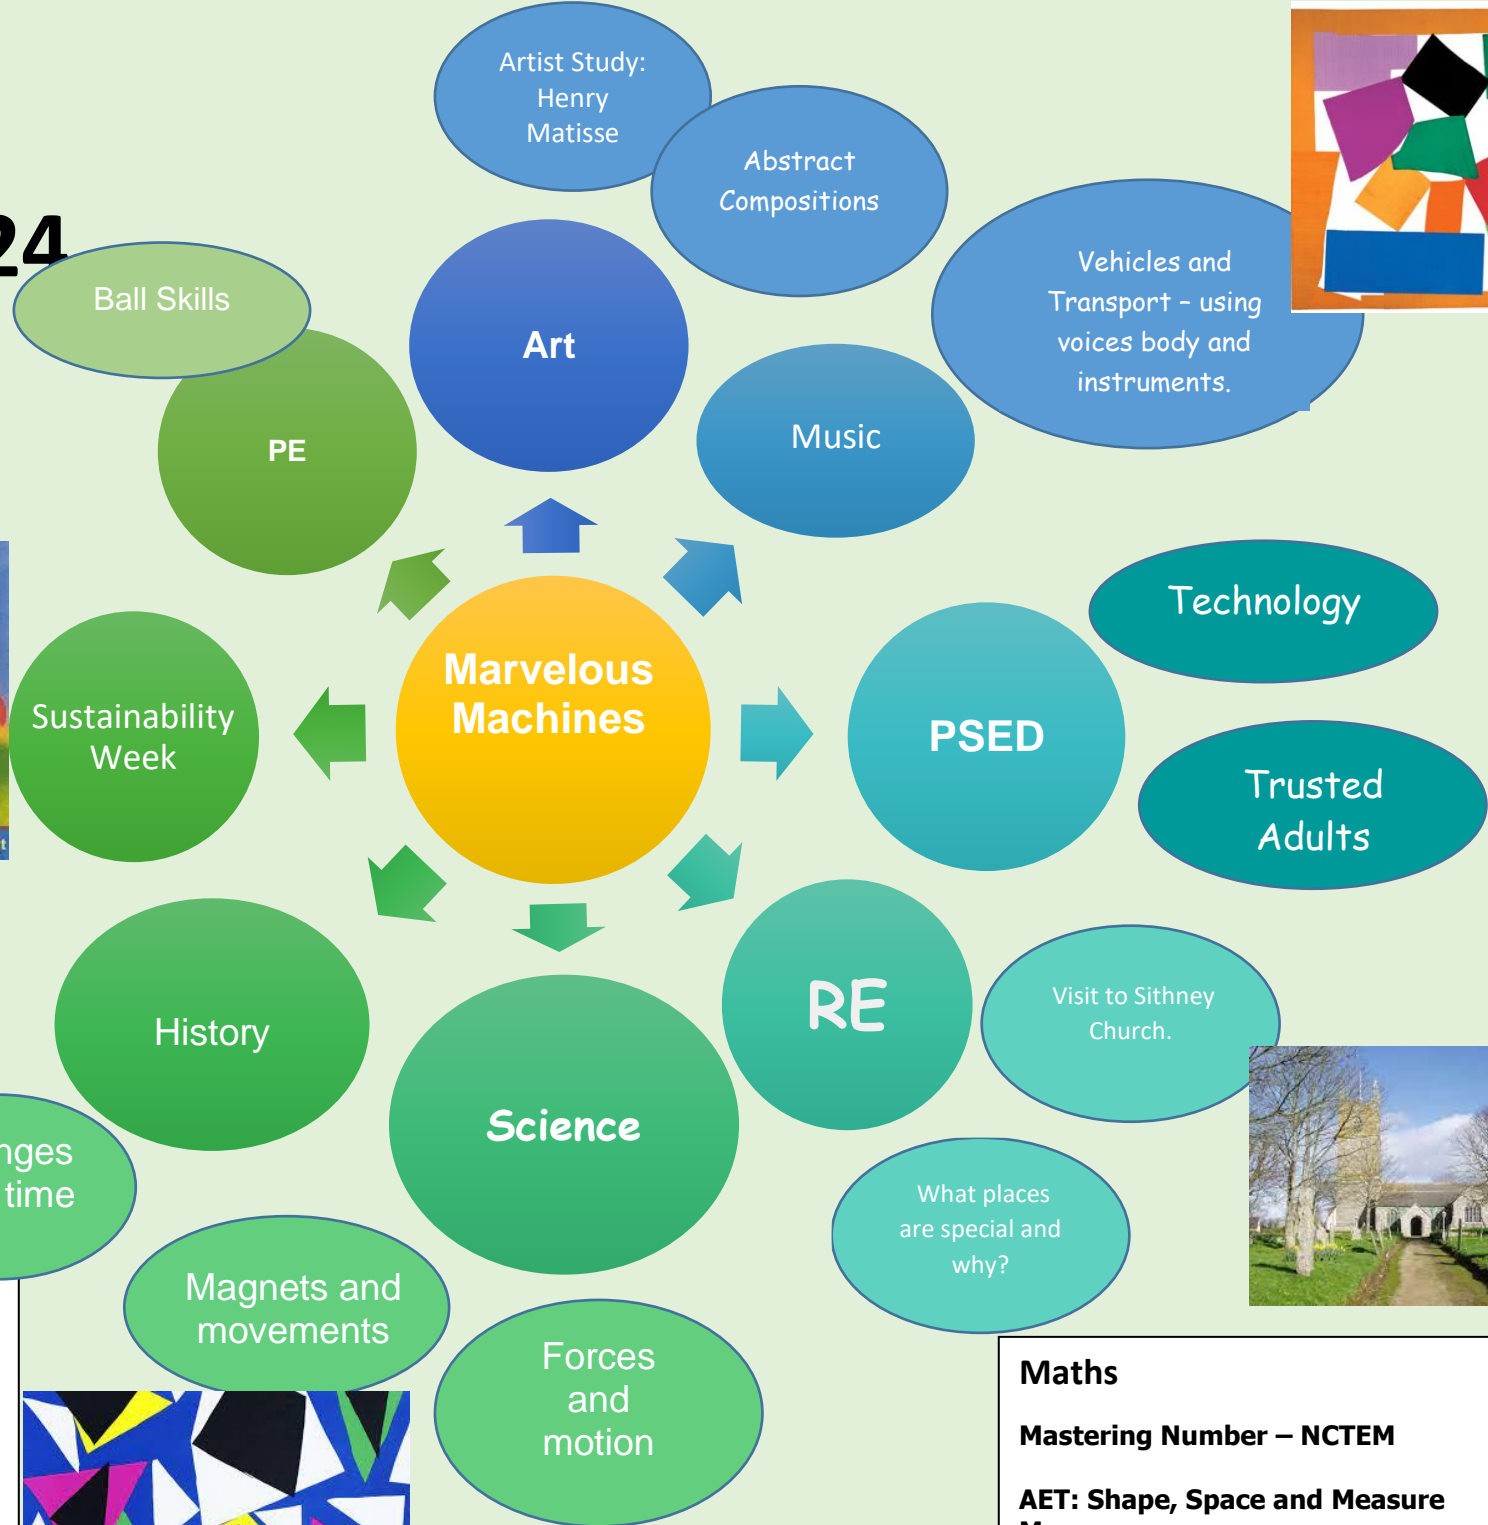 Artist Study:
Henry
Matisse
Abstract
Compositions
24
Ball Skills
Vehicles and
Transport – using
voices body and
instruments.
Art
Music
PE
Technology
Marvelous
Machines
Sustainability
Week
PSED
Trusted
Adults
RE
Visit to Sithney
Church.
History
Science
nges
time
What places
are special and
why?
Magnets and
movements
Forces
and
motion
Maths
Mastering Number – NCTEM
AET: Shape, Space and Measure